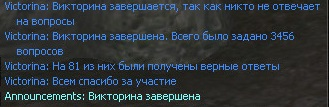 Victorina: Викторина завершается, так как никто не отвечает
на вопросы
Victorina: Викторина завершена. Всего было задано 3456
вопросов
Victorina: На 81 из них были получены верные ответы
Victorina: Всем спасибо за участие
Announcements: Викторина завершена